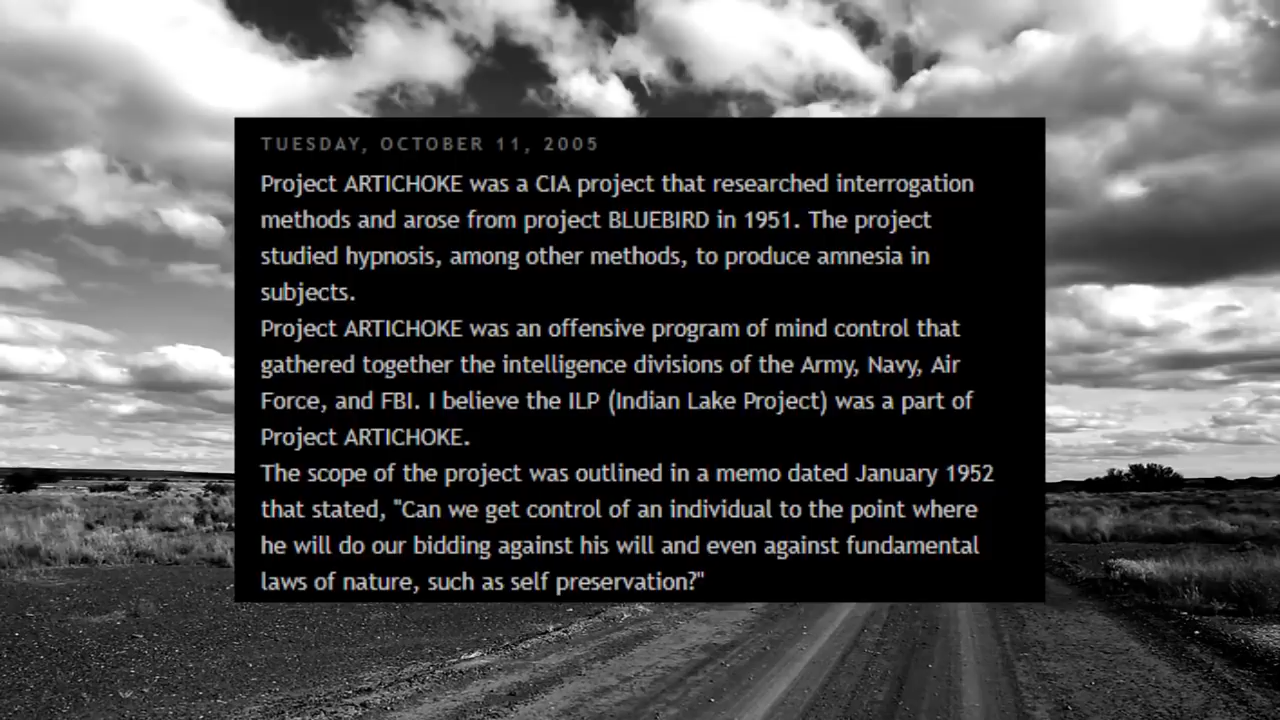 TUESDAY, OCTOBER 11, 2005
Project ARTICHOKE was a CIA project that researched interrogation
methods and arose from project BLUEBIRD in 1951. The project
studied hypnosis, among other methods, to produce amnesia in
subjects.
Project ARTICHOKE was an offensive program of mind control that
gathered together the intelligence divisions of the Army, Navy, Air
Force, and FBI. I believe the ILP (Indian Lake Project) was a part of
Project ARTICHOKE.
The scope of the project was outlined in a memo dated January 1952
that stated, "Can we get control of an individual to the point where
he will do our bidding against his will and even against fundamental
laws of nature, such as self preservation?"